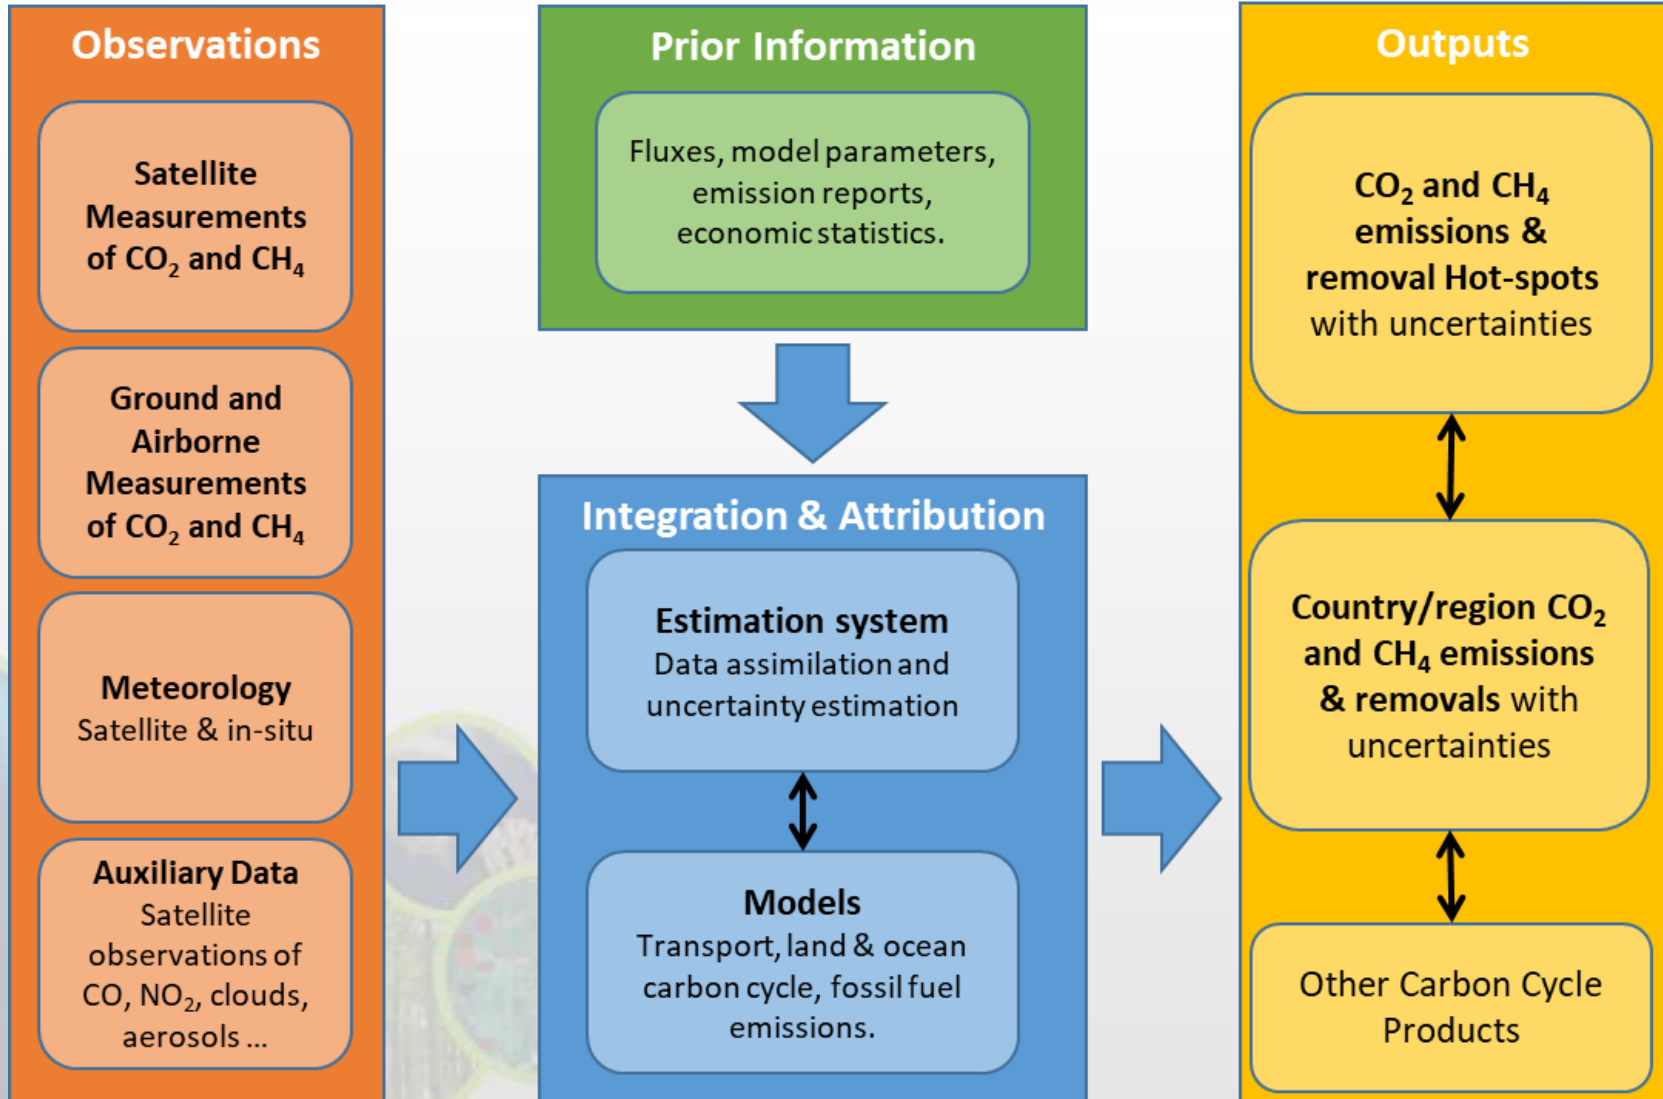 Observations
Satellite
Measurements
of CO₂ and CH₄
Ground and
Airborne
Measurements
of CO₂ and CH₄
Meteorology
Satellite & in-situ
Auxiliary Data
Satellite
observations of
CO, NO₂, clouds,
aerosols ...
Prior Information
Fluxes, model parameters,
emission reports,
economic statistics.
Integration & Attribution
Estimation system
Data assimilation and
uncertainty estimation
Models
Transport, land & ocean
carbon cycle, fossil fuel
emissions.
Outputs
CO₂ and CH₄
emissions &
removal Hot-spots
with uncertainties
Country/region CO₂
and CH₄ emissions
& removals with
uncertainties
Other Carbon Cycle
Products